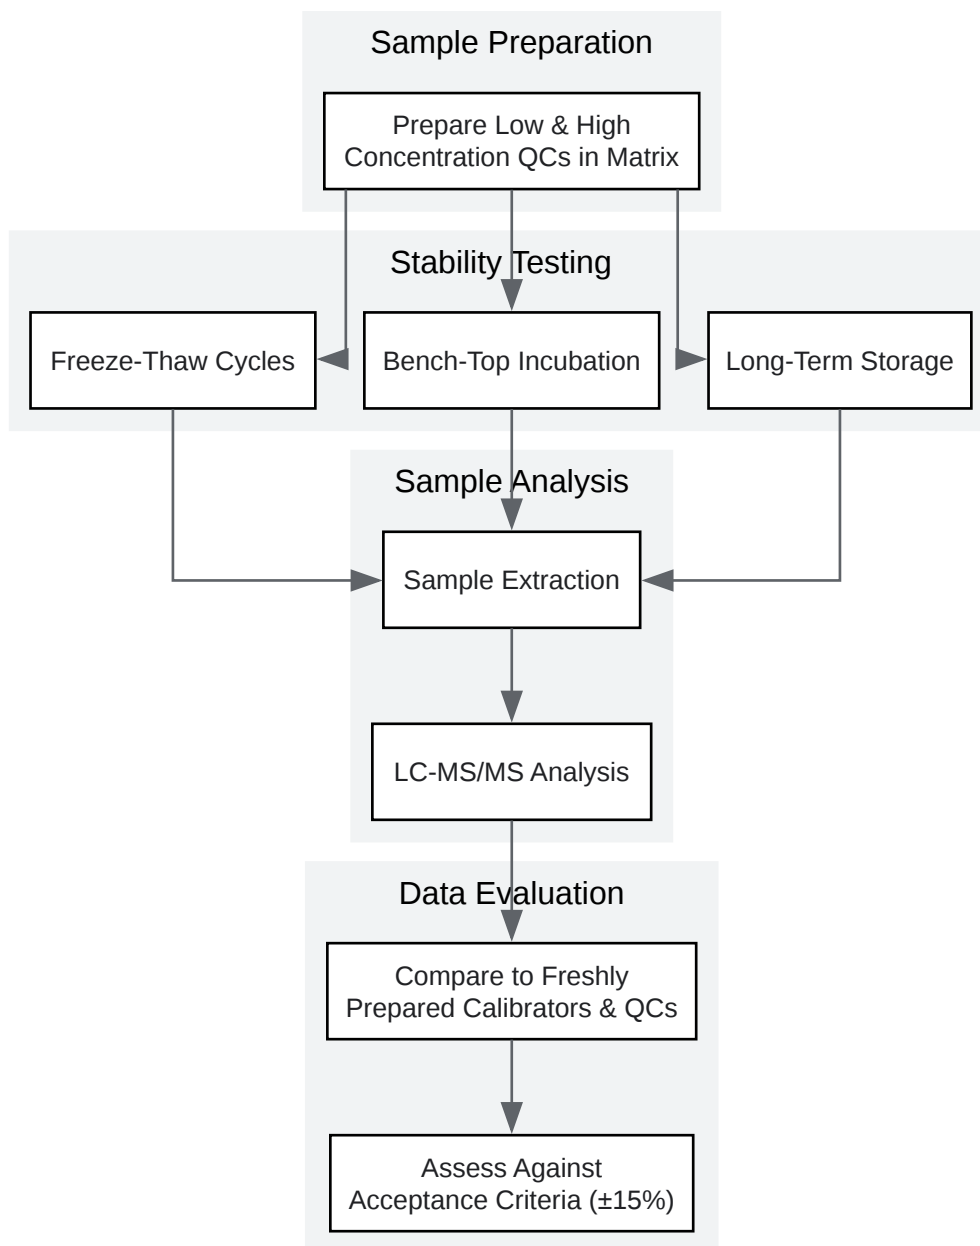 Sample Preparation
Prepare Low & High
Concentration QCs in Matrix
Stability Testing
Freeze-Thaw Cycles
Bench-Top Incubation
Long-Term Storage
Sample Analysis
Sample Extraction
LC-MS/MS Analysis
Data Evaluation
Compare to Freshly
Prepared Calibrators & QCs
Assess Against
Acceptance Criteria (±15%)